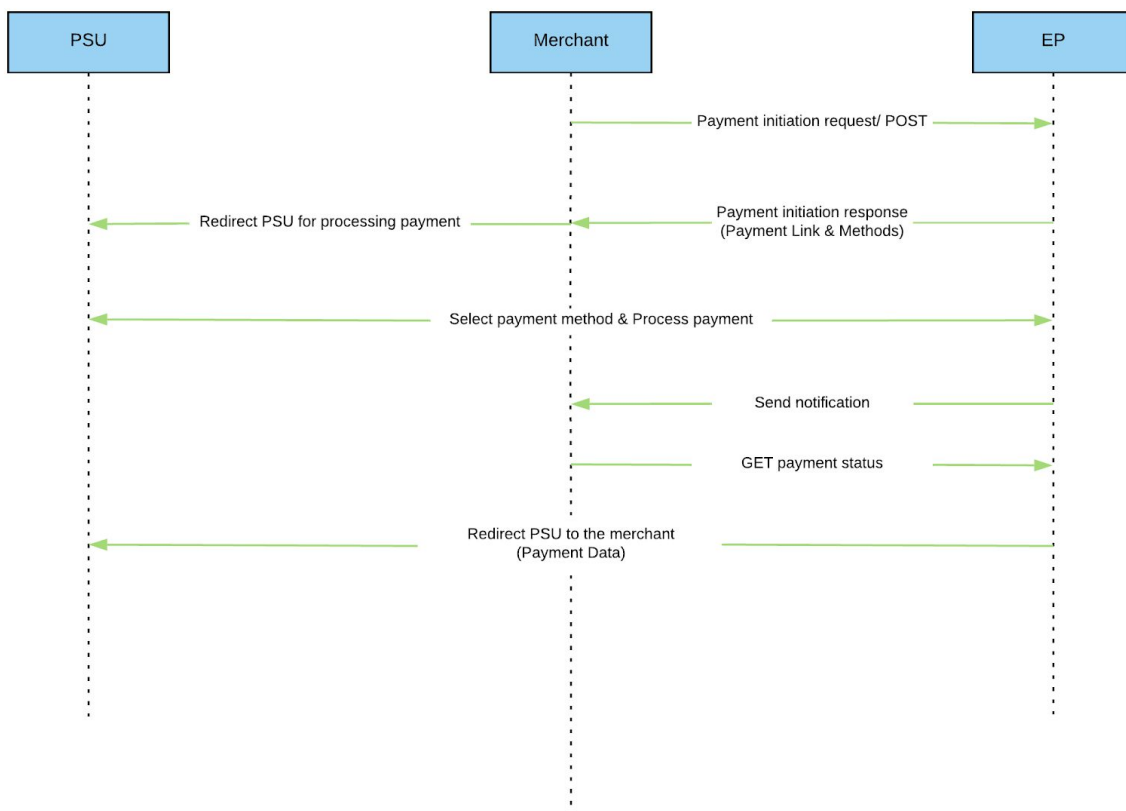 PSU
Merchant
EP
Payment initiation request/ POST
Redirect PSU for processing payment
Payment initiation response
(Payment Link & Methods)
Select payment method & Process payment
Send notification
GET payment status
Redirect PSU to the merchant
(Payment Data)